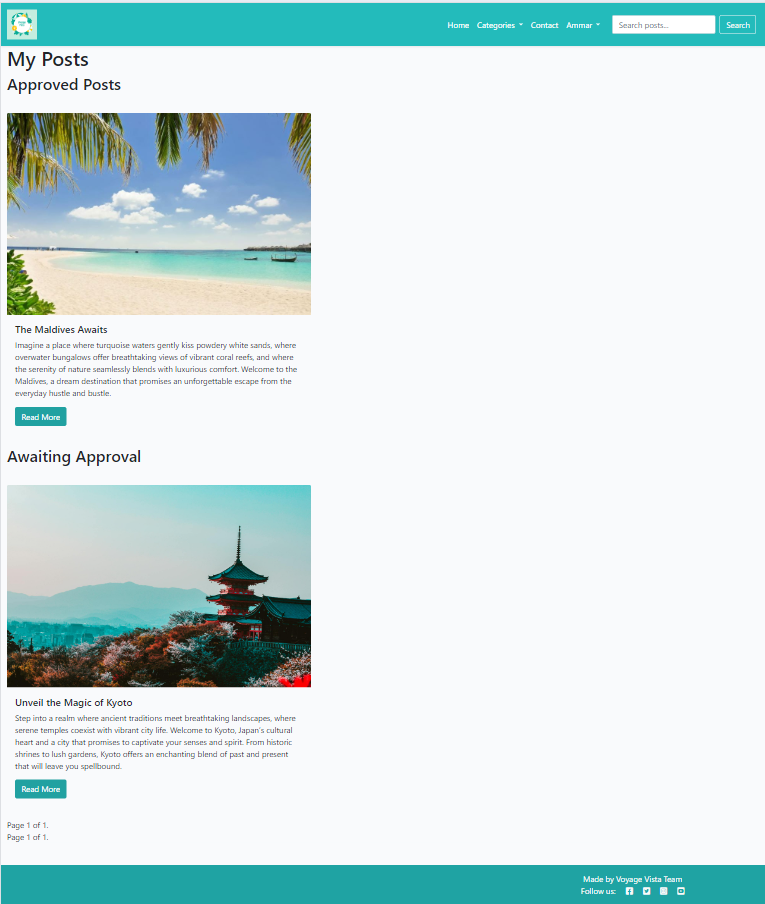 Home Categories Contact Ammar Search posts... Search
My Posts
Approved Posts
The Maldives Awaits
Imagine a place where turquoise waters gently kiss powdery white sands, where
overwater bungalows offer breathtaking views of vibrant coral reefs, and where
the serenity of nature seamlessly blends with luxurious comfort. Welcome to the
Maldives, a dream destination that promises an unforgettable escape from the
everyday hustle and bustle.
Read More
Awaiting Approval
Unveil the Magic of Kyoto
Step into a realm where ancient traditions meet breathtaking landscapes, where
serene temples coexist with vibrant city life. Welcome to Kyoto, Japan's cultural
heart and a city that promises to captivate your senses and spirit. From historic
shrines to lush gardens, Kyoto offers an enchanting blend of past and present
that will leave you spellbound.
Read More
Page 1 of 1.
Page 1 of 1.
Made by Voyage Vista Team
Follow us: